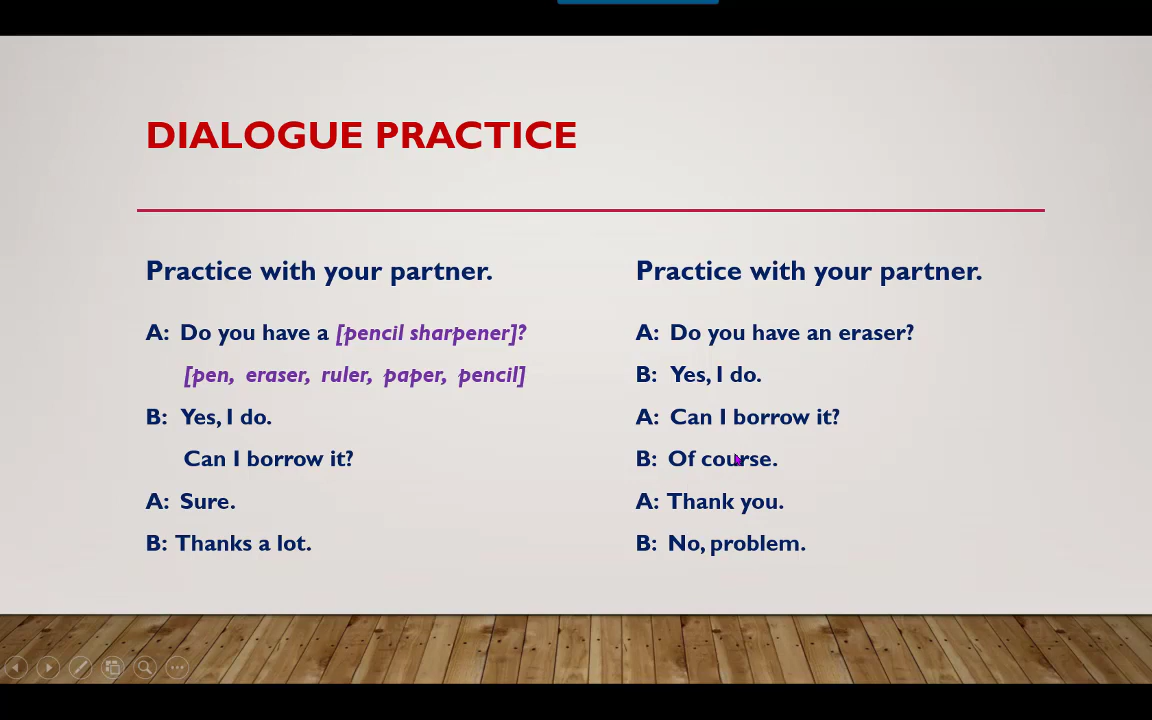 DIALOGUE PRACTICE
Practice with your partner.
A: Do you have a [pencil sharpener]?
[pen, eraser, ruler, paper, pencil]
B: Yes, I do.
Can I borrow it?
A: Sure.
B: Thanks a lot.
Practice with your partner.
A: Do you have an eraser?
B: Yes, I do.
A: Can I borrow it?
B: Of course.
A: Thank you.
B: No, problem.